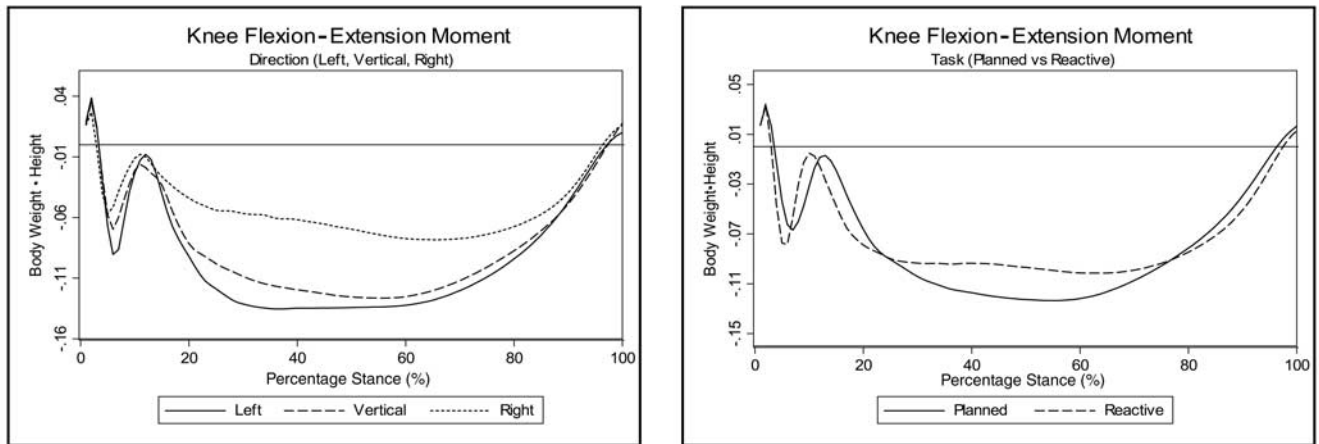 Knee Flexion-Extension Moment
Direction (Left, Vertical, Right)
Body Weight • Height
.04
-.01
-.06
-.11
-.16
0 20 40 60 80 100
Percentage Stance (%)
Left Vertical Right
Knee Flexion-Extension Moment
Task (Planned vs Reactive)
Body Weight•Height
.05
.01
-.03
-.07
-.11
-.15
0 20 40 60 80 100
Percentage Stance (%)
Planned Reactive